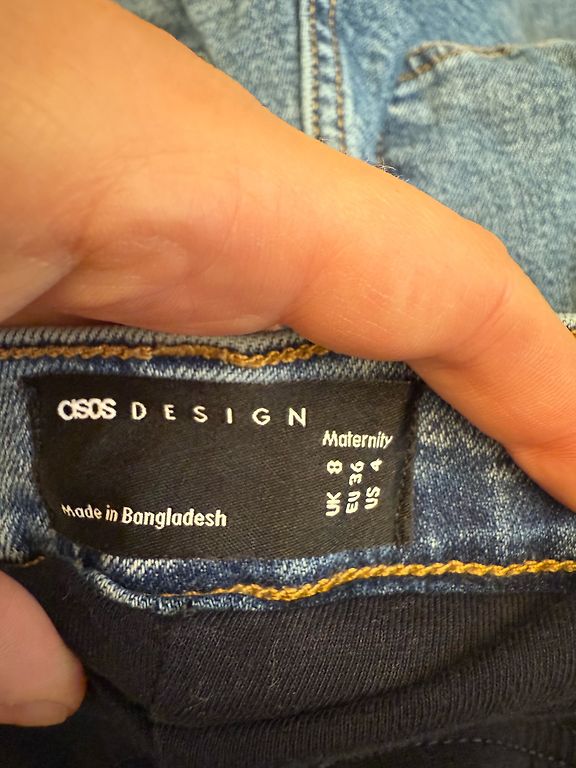 asos DESIGN
Maternity
UK 8
EU 36
US 4
Made in Bangladesh